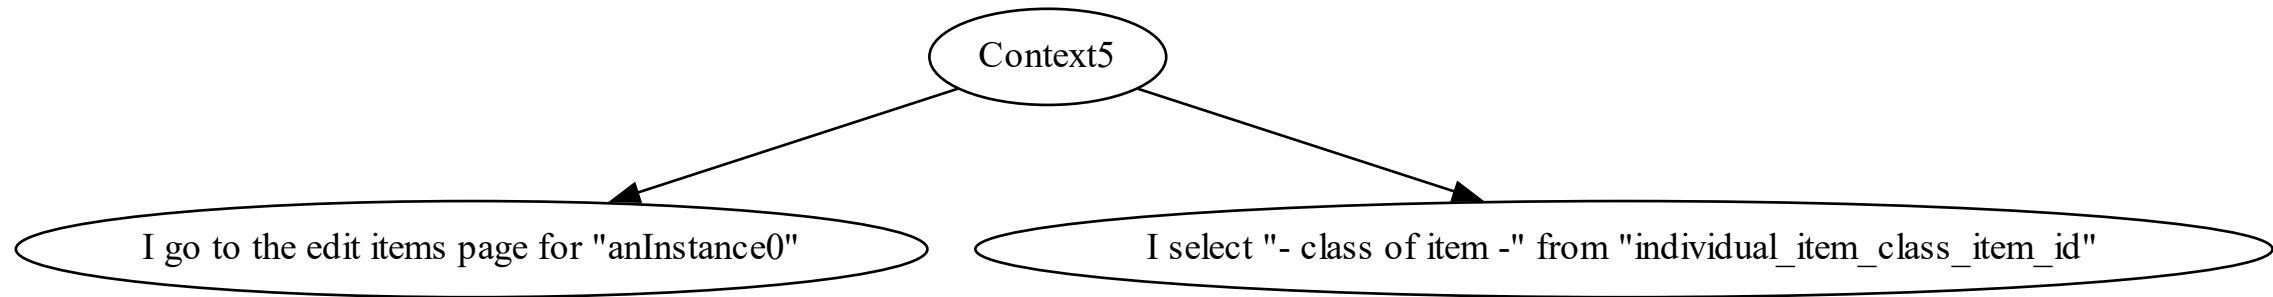 Context5
I go to the edit items page for "anInstance0"
I select "- class of item -" from "individual_item_class_item_id"